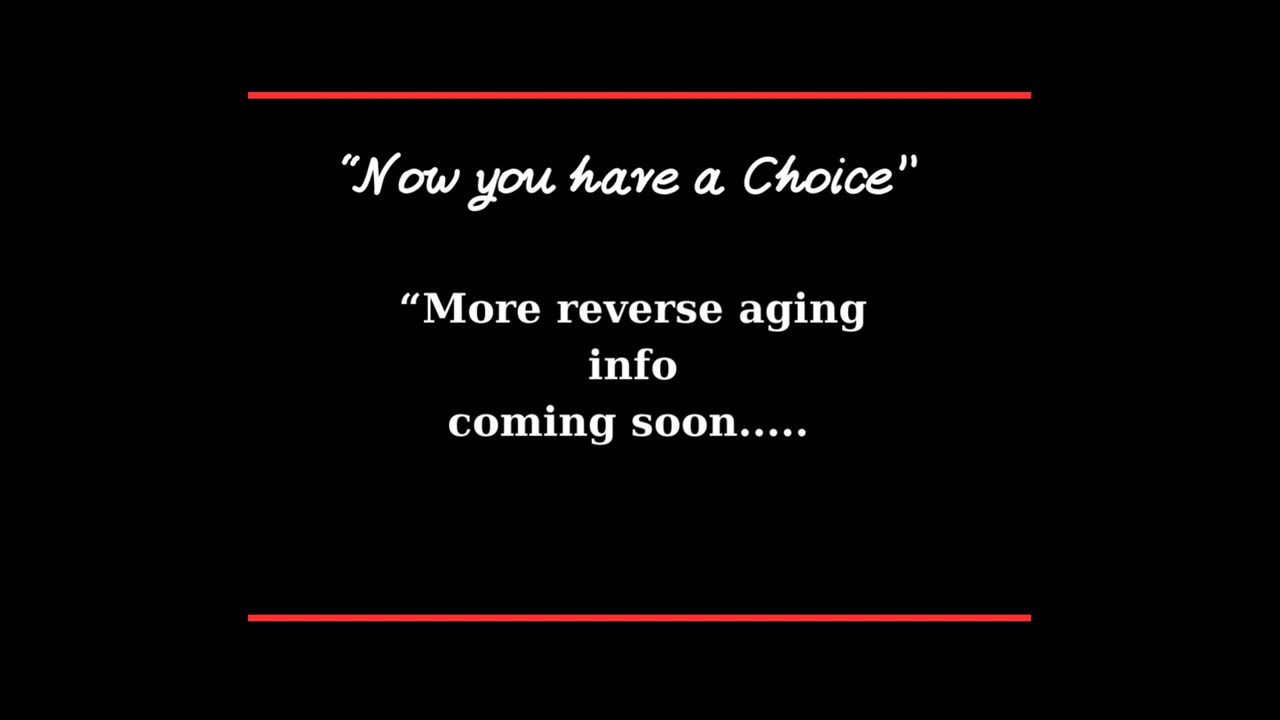 “Now you have a Choice”
“More reverse aging
info
coming soon.....